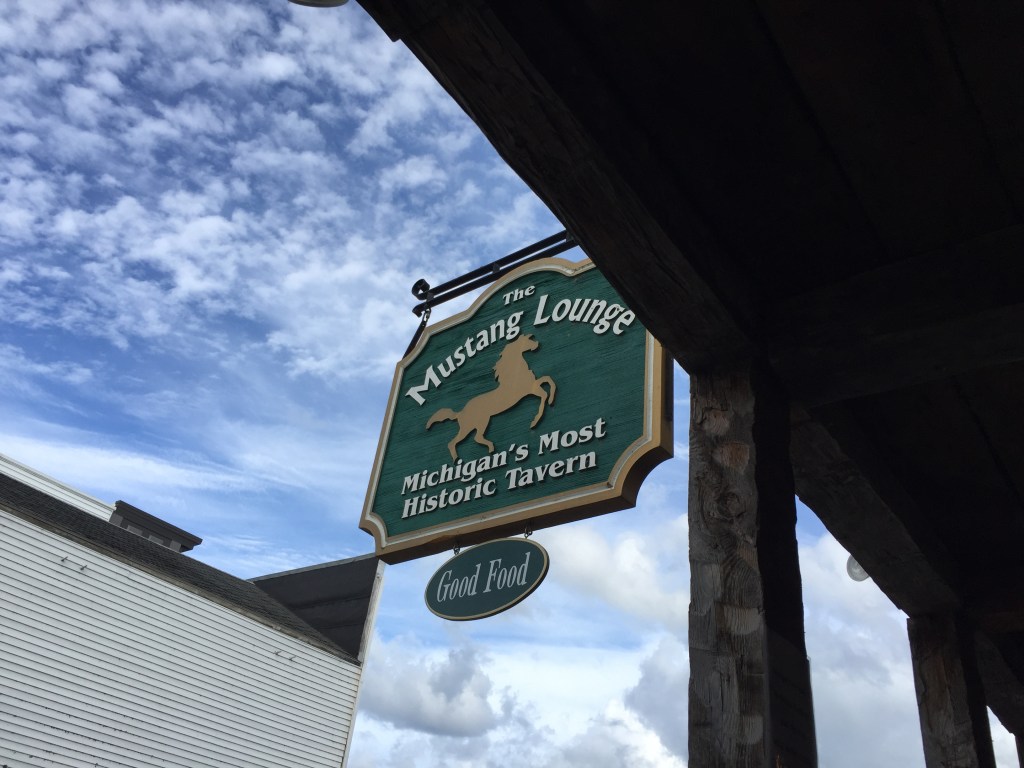 The
Mustang Lounge
Michigan's Most
Historic Tavern
Good Food